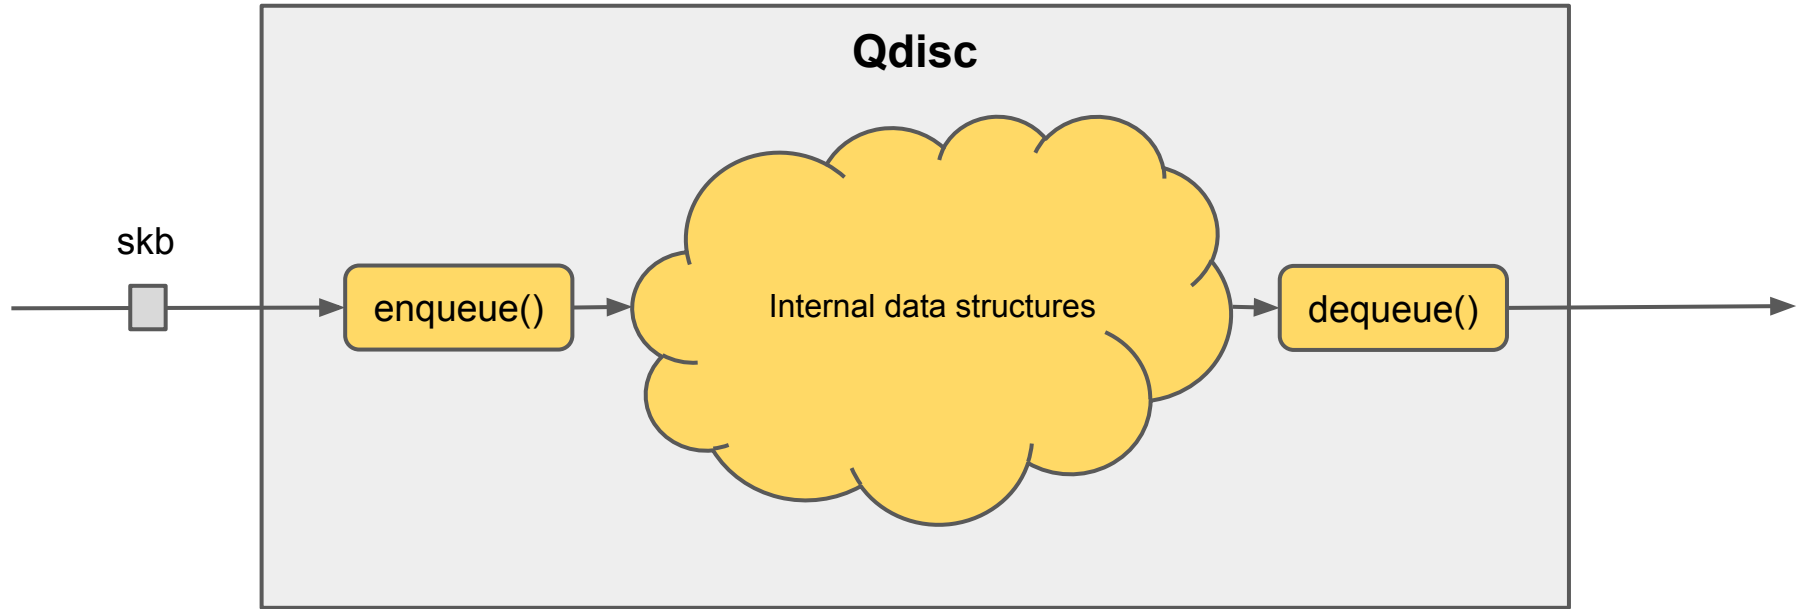 Qdisc
skb
enqueue()
Internal data structures
dequeue()